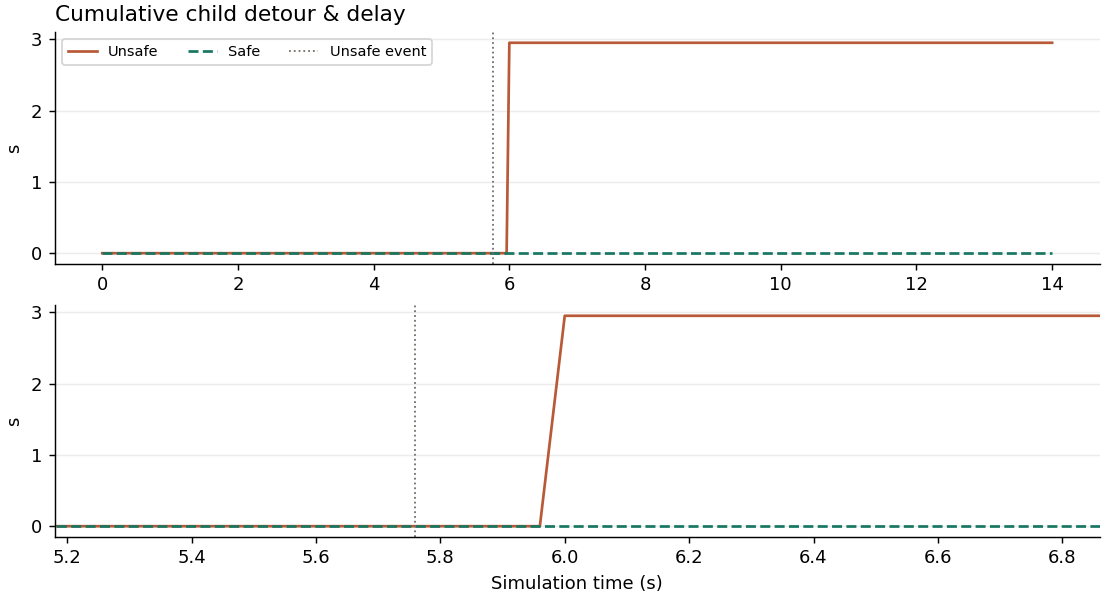 Cumulative child detour & delay
Unsafe Safe Unsafe event
3
2
1
0
s
0 2 4 6 8 10 12 14
3
2
1
0
s
5.2 5.4 5.6 5.8 6.0 6.2 6.4 6.6 6.8
Simulation time (s)